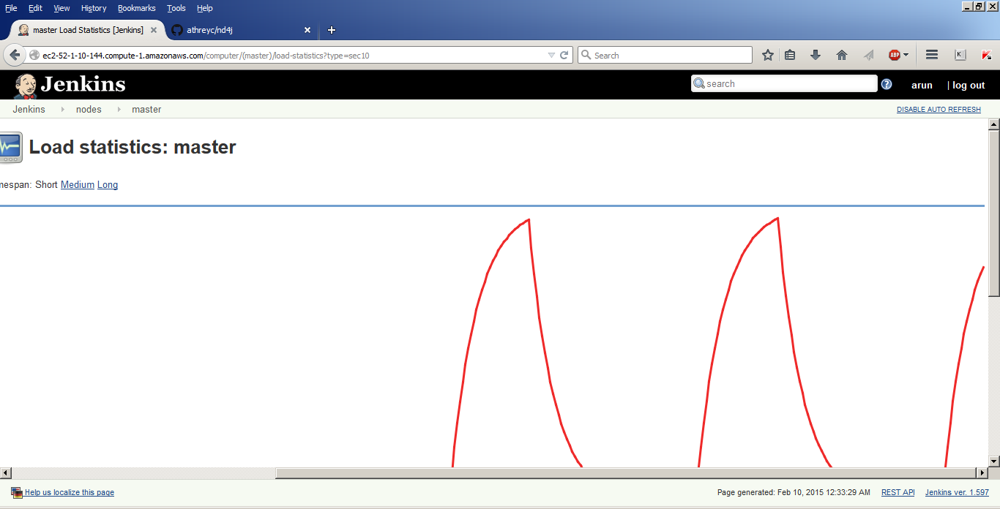 File Edit View History Bookmarks Tools Help
master Load Statistics [Jenkins] athreyc/nd4j
ec2-52-1-10-144.compute-1.amazonaws.com/computer/(master)/load-statistics?type=sec10 Search ABP K
Jenkins search arun | log out
Jenkins nodes master DISABLE AUTO REFRESH
Load statistics: master
mespan: Short Medium Long
Help us localize this page Page generated: Feb 10, 2015 12:33:29 AM REST API Jenkins ver. 1.597